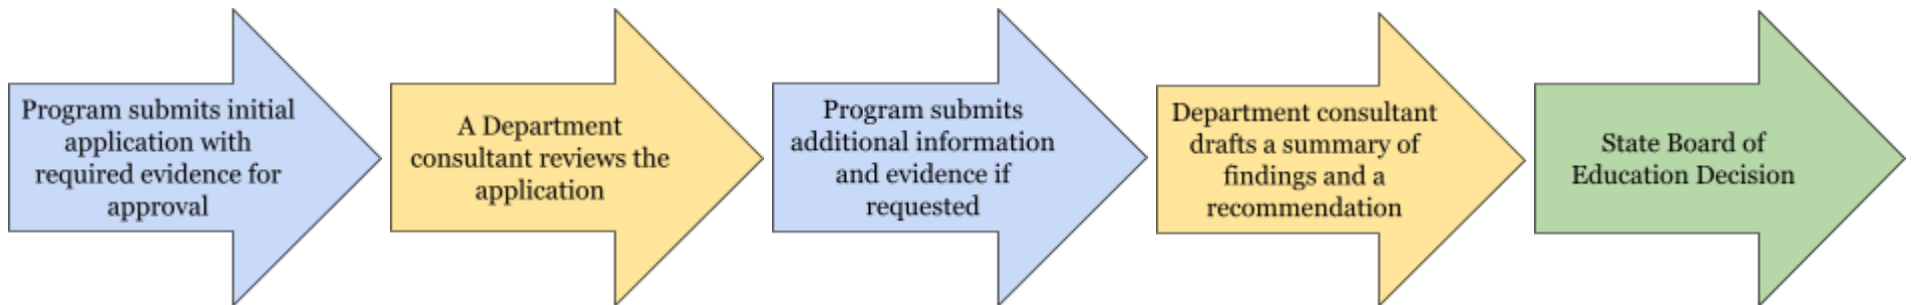 Program submits initial
application with
required evidence for
approval
A Department
consultant reviews the
application
Program submits
additional information
and evidence if
requested
Department consultant
drafts a summary of
findings and a
recommendation
State Board of
Education Decision